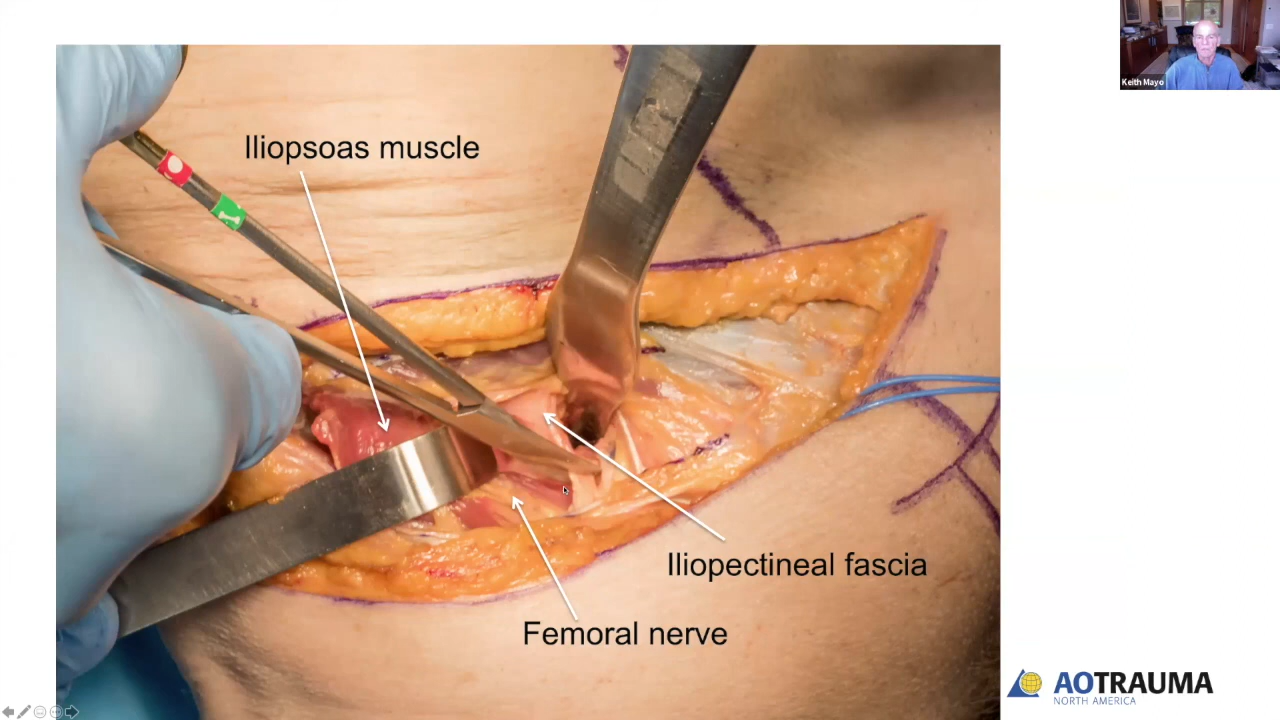 Keith Mayo
Iliopsoas muscle
Iliopectineal fascia
Femoral nerve
AOTRAUMA
NORTH AMERICA